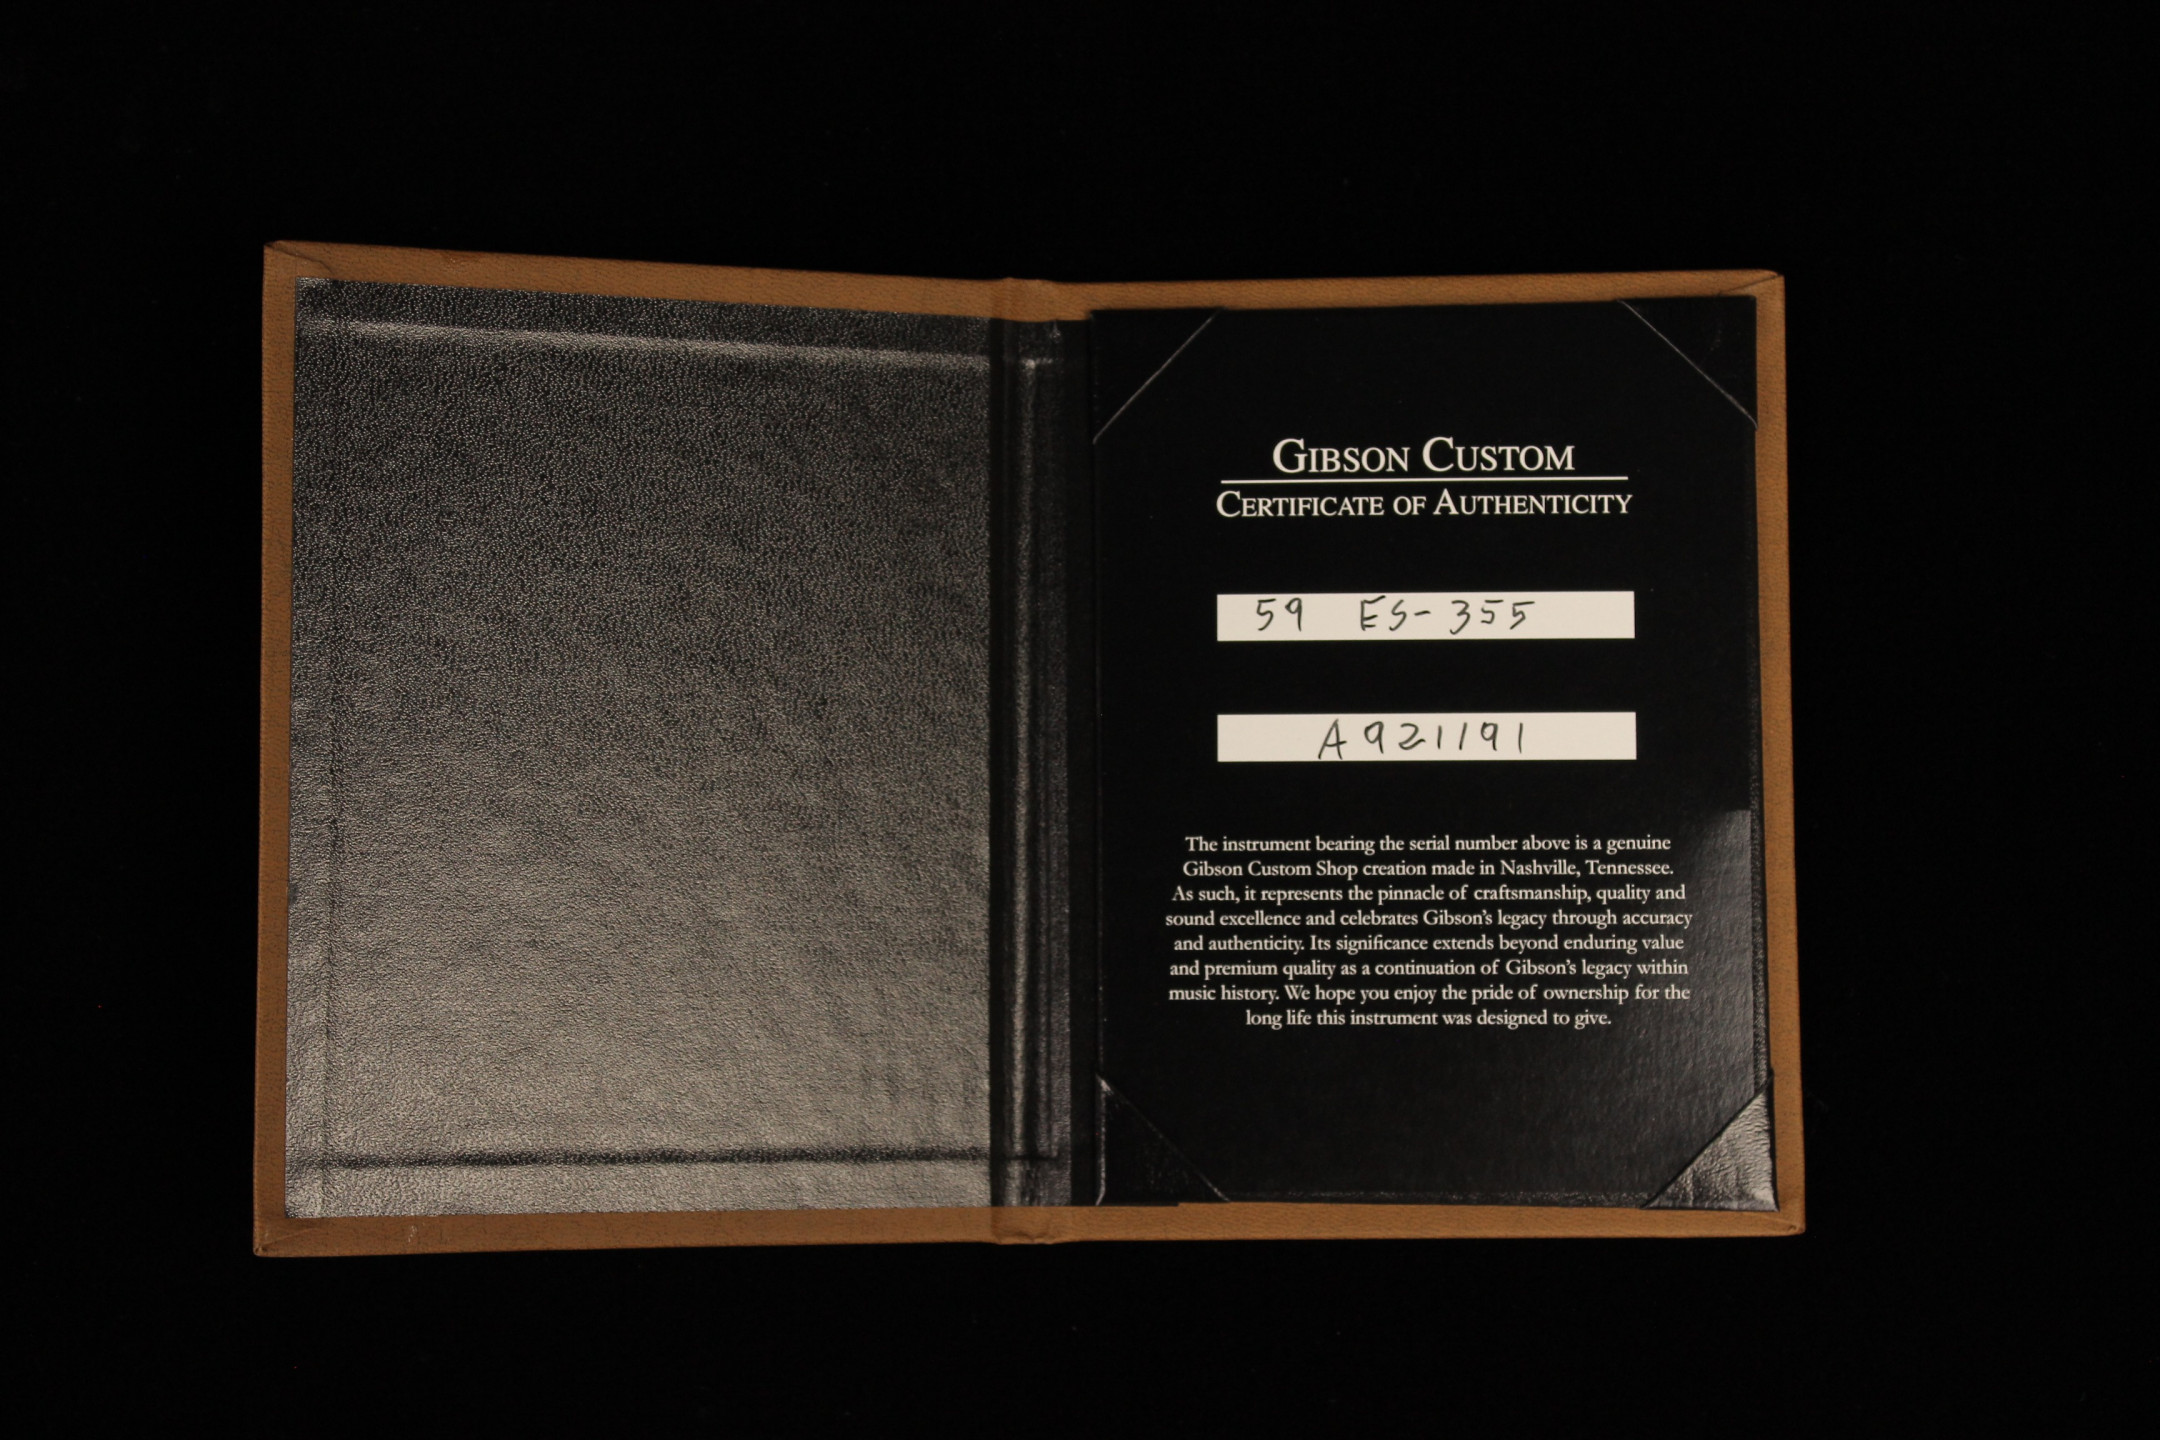 GIBSON CUSTOM
CERTIFICATE OF AUTHENTICITY
59 ES-355
A921191
The instrument bearing the serial number above is a genuine
Gibson Custom Shop creation made in Nashville, Tennessee.
As such, it represents the pinnacle of craftsmanship, quality and
sound excellence and celebrates Gibson's legacy through accuracy
and authenticity. Its significance extends beyond enduring value
and premium quality as a continuation of Gibson's legacy within
music history. We hope you enjoy the pride of ownership for the
long life this instrument was designed to give.